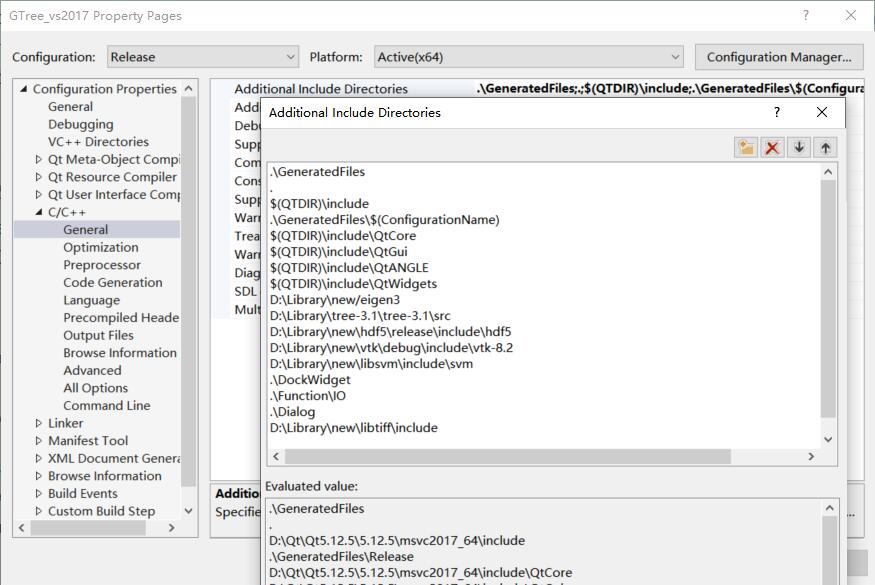 GTree_vs2017 Property Pages
Configuration: Release Platform: Active(x64) Configuration Manager...
Configuration Properties
General
Debugging
VC++ Directories
Qt Meta-Object Compi
Qt Resource Compiler
Qt User Interface Comp
C/C++
General
Optimization
Preprocessor
Code Generation
Language
Precompiled Heade
Output Files
Browse Information
Advanced
All Options
Command Line
Linker
Manifest Tool
XML Document Genera
Browse Information
Build Events
Custom Build Step
Additional Include Directories .\GeneratedFiles;.;$(QTDIR)\include;.\GeneratedFiles\$(Configura
Add
Deb
Sup
Com
Con
Sup
War
Trea
War
Diag
SDL
Mult
Additio
Specifie
...
Additional Include Directories
.\GeneratedFiles
.
$(QTDIR)\include
.\GeneratedFiles\$(ConfigurationName)
$(QTDIR)\include\QtCore
$(QTDIR)\include\QtGui
$(QTDIR)\include\QtANGLE
$(QTDIR)\include\QtWidgets
D:\Library\new/eigen3
D:\Library\tree-3.1\tree-3.1\src
D:\Library\new\hdf5\release\include\hdf5
D:\Library\new\vtk\debug\include\vtk-8.2
D:\Library\new\libsvm\include\svm
.\DockWidget
.\Function\IO
.\Dialog
D:\Library\new\libtiff\include
Evaluated value:
.\GeneratedFiles
.
D:\Qt\Qt5.12.5\5.12.5\msvc2017_64\include
.\GeneratedFiles\Release
D:\Qt\Qt5.12.5\5.12.5\msvc2017_64\include\QtCore